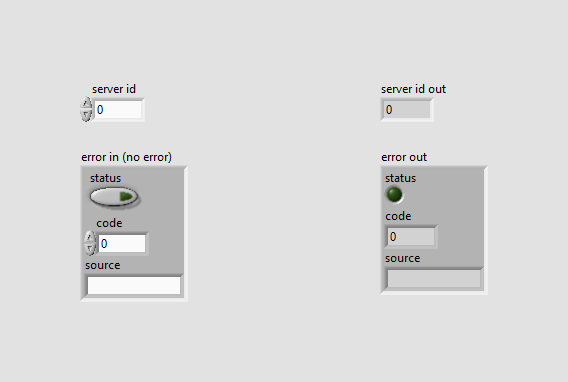 server id
0
server id out
0
error in (no error)
status
code
0
source
error out
status
code
0
source